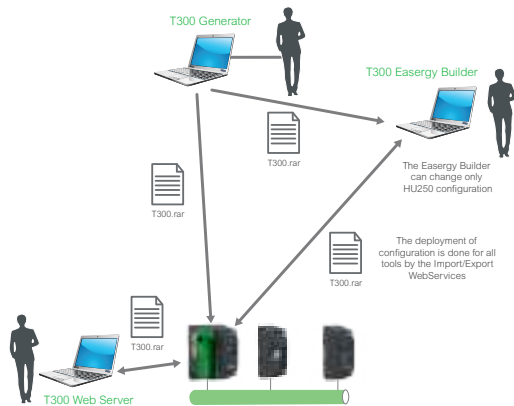 T300 Generator
T300 Easergy Builder
T300.rar
The Easergy Builder
can change only
HU250 configuration
T300.rar
The deployment of
configuration is done for all
tools by the Import/Export
WebServices
T300.rar
T300.rar
T300 Web Server